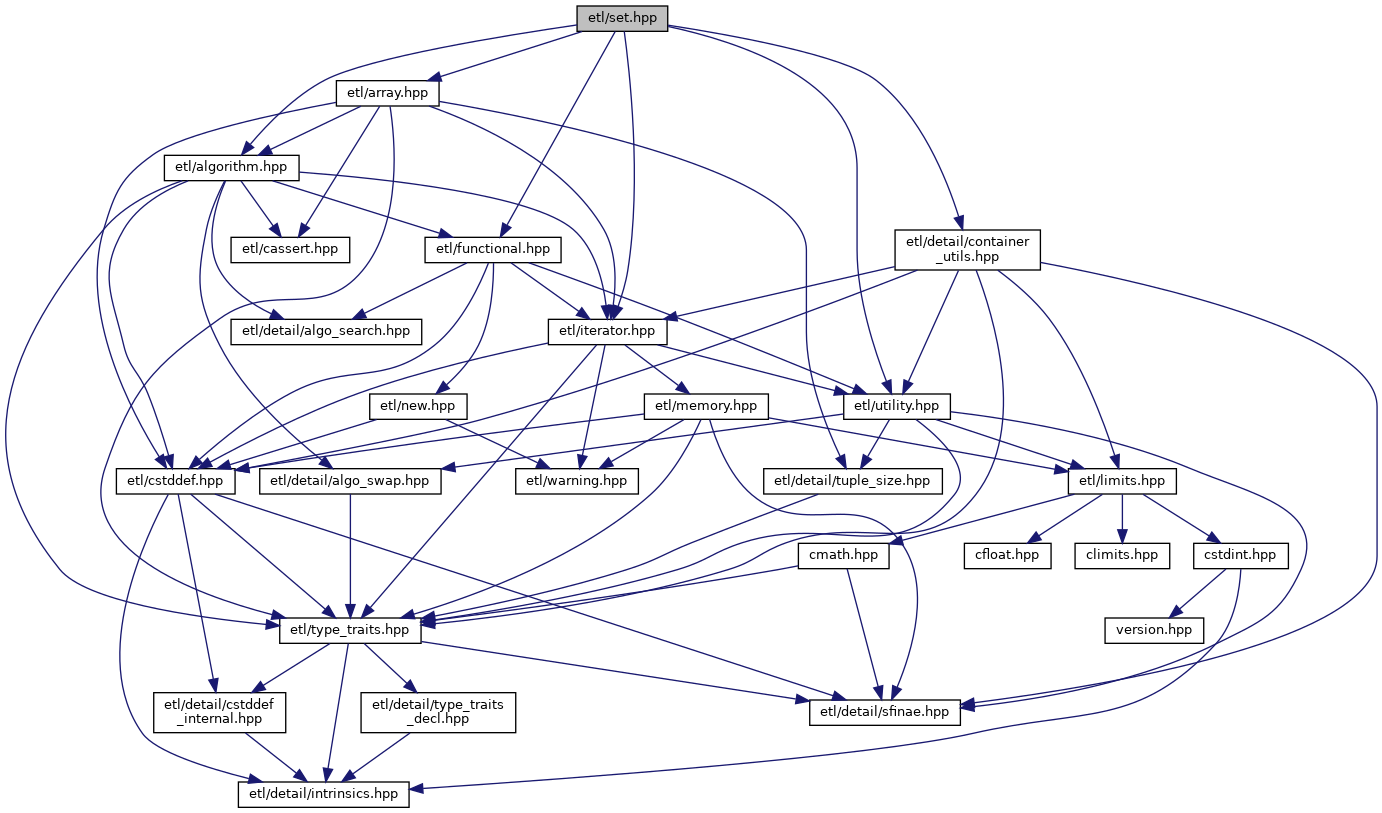 etl/set.hpp
etl/array.hpp
etl/algorithm.hpp
etl/cassert.hpp
etl/functional.hpp
etl/detail/container
_utils.hpp
etl/detail/algo_search.hpp
etl/iterator.hpp
etl/new.hpp
etl/memory.hpp
etl/utility.hpp
etl/cstddef.hpp
etl/detail/algo_swap.hpp
etl/warning.hpp
etl/detail/tuple_size.hpp
etl/limits.hpp
cmath.hpp
cfloat.hpp
climits.hpp
cstdint.hpp
etl/type_traits.hpp
version.hpp
etl/detail/cstddef
_internal.hpp
etl/detail/type_traits
_decl.hpp
etl/detail/sfinae.hpp
etl/detail/intrinsics.hpp